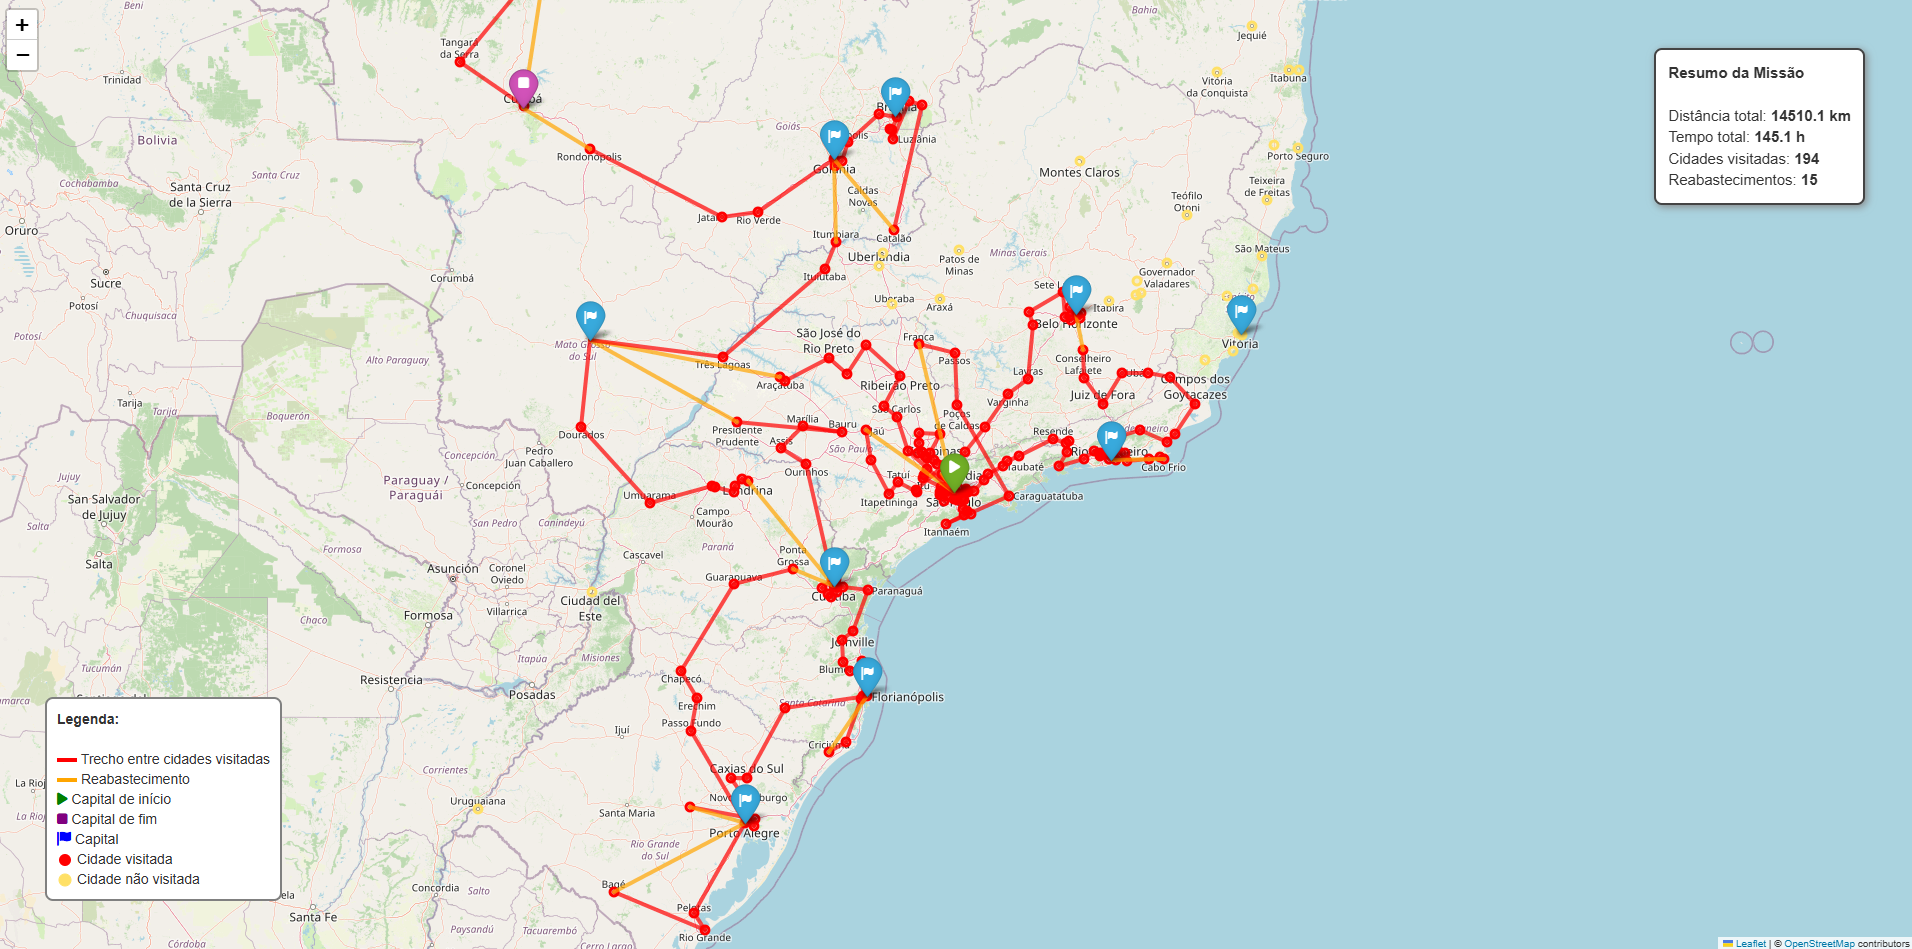 +
−
Beni
Bahia
Jequié
Tangará
da Serra
Trinidad
Vitória
da Conquista
Itabuna
Bolivia
Goiás
Luziânia
Rondonópolis
Goiânia
Porto Seguro
Cochabamba
Santa Cruz
de la Sierra
Santa Cruz
Montes Claros
Teixeira
de Freitas
Caldas
Novas
Teófilo
Otoni
Jataí
Rio Verde
Oruro
Itumbiara
Catalão
São Mateus
Uberlândia
Patos de
Minas
Minas Gerais
Ituiutaba
Corumbá
Governador
Valadares
Sucre
Potosí
Uberaba
Araxá
Itabira
Potosí
Chuquisaca
Belo Horizonte
Vitória
São José do
Rio Preto
Franca
Mato Grosso
do Sul
Alto Paraguay
Três Lagoas
Passos
Conselheiro
Lafaiete
Ubá
Araçatuba
Ribeirão Preto
Lavras
Campos dos
Goytacazes
Juiz de Fora
Tarija
Tarija
Boquerón
São Carlos
Poços
de Caldas
Varginha
Marília
Bauru
Presidente
Prudente
Assis
Jaú
Resende
Dourados
Concepción
Pedro
Juan Caballero
São Paulo
Rio de Janeiro
Cabo Frio
Ourinhos
Tatuí
Taubaté
Jujuy
Paraguay /
Paraguái
Concepción
Itu
Umuarama
Londrina
Itapetininga
São Paulo
Caraguatatuba
San Salvador
de Jujuy
Campo
Mourão
Itanhaém
Salta
San Pedro
Canindeyú
Formosa
Paraná
Cascavel
Ponta
Grossa
Salta
Asunción
Coronel
Oviedo
Guarapuava
Curitiba
Paranaguá
Ciudad del
Este
Chaco
Villarrica
Formosa
Joinville
Itapúa
Misiones
Tucumán
Resistencia
Chapecó
Posadas
Florianópolis
Santa Catarina
Erechim
Ijuí
Passo Fundo
Criciúma
Caxias do Sul
Corrientes
La Rioja
Uruguaiana
Santa Maria
Porto Alegre
Rio Grande
do Sul
Bagé
Concordia
Salto
Santa Fe
Pelotas
Paysandú
Tacuarembó
Rio Grande
Córdoba
Cerro Largo
Resumo da Missão
Distância total: 14510.1 km
Tempo total: 145.1 h
Cidades visitadas: 194
Reabastecimentos: 15
Legenda:
Trecho entre cidades visitadas
Reabastecimento
Capital de início
Capital de fim
Capital
Cidade visitada
Cidade não visitada
Leaflet | © OpenStreetMap contributors